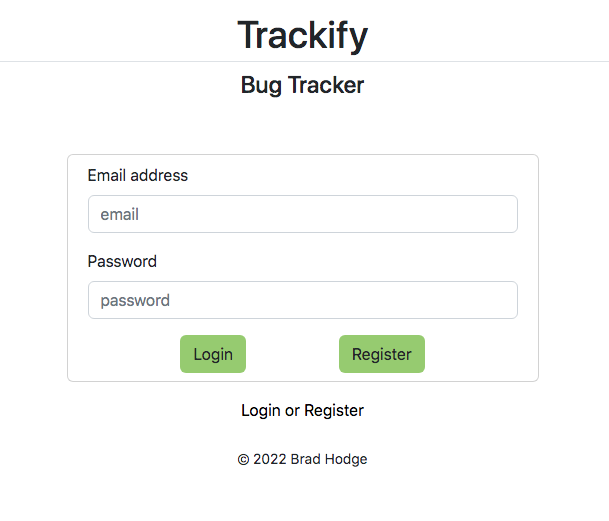 Trackify
Bug Tracker
Email address
email
Password
password
Login Register
Login or Register
© 2022 Brad Hodge